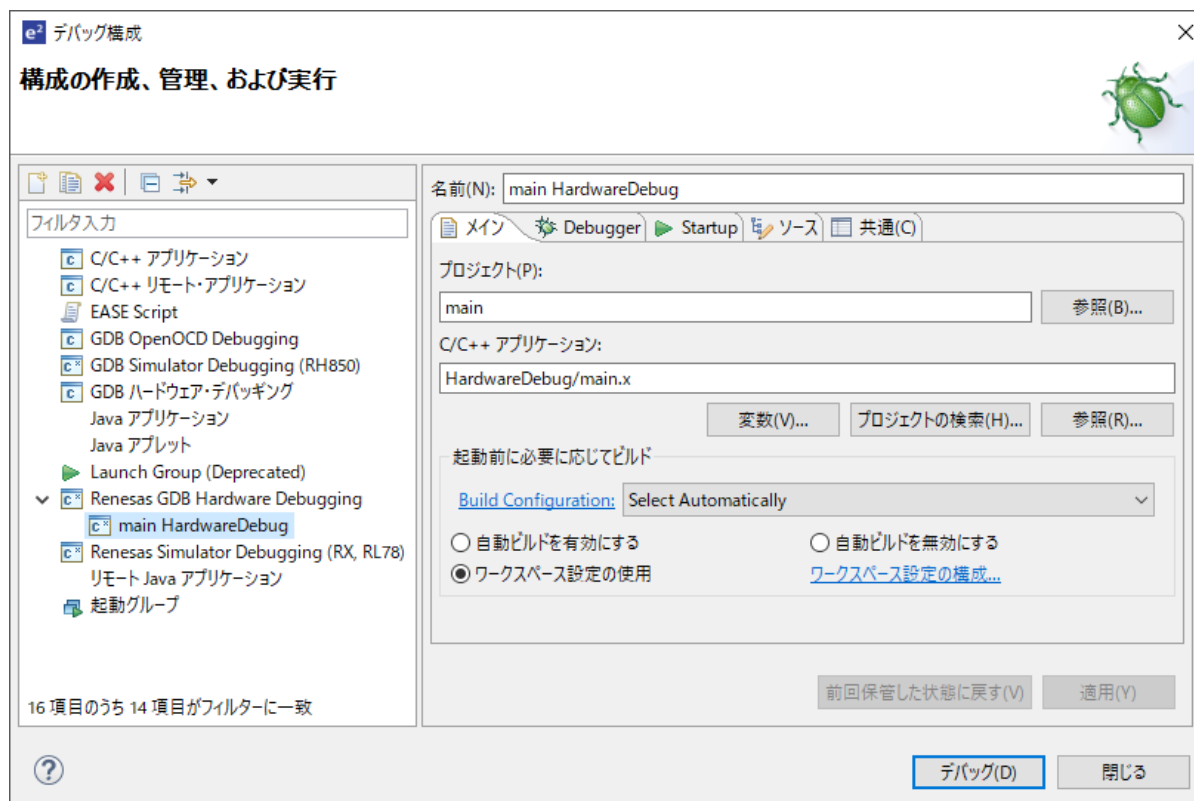 e² デバッグ構成
構成の作成、管理、および実行
フィルタ入力
C/C++ アプリケーション
C/C++ リモート・アプリケーション
EASE Script
GDB OpenOCD Debugging
GDB Simulator Debugging (RH850)
GDB ハードウェア・デバッギング
Java アプリケーション
Java アプレット
Launch Group (Deprecated)
Renesas GDB Hardware Debugging
main HardwareDebug
Renesas Simulator Debugging (RX, RL78)
リモート Java アプリケーション
起動グループ
16 項目のうち 14 項目がフィルターに一致
名前(N): main HardwareDebug
メイン Debugger Startup ソース 共通(C)
プロジェクト(P):
main 参照(B)...
C/C++ アプリケーション:
HardwareDebug/main.x
変数(V)... プロジェクトの検索(H)... 参照(R)...
起動前に必要に応じてビルド
Build Configuration: Select Automatically
自動ビルドを有効にする 自動ビルドを無効にする
ワークスペース設定の使用 ワークスペース設定の構成...
前回保管した状態に戻す(V) 適用(Y)
デバッグ(D) 閉じる